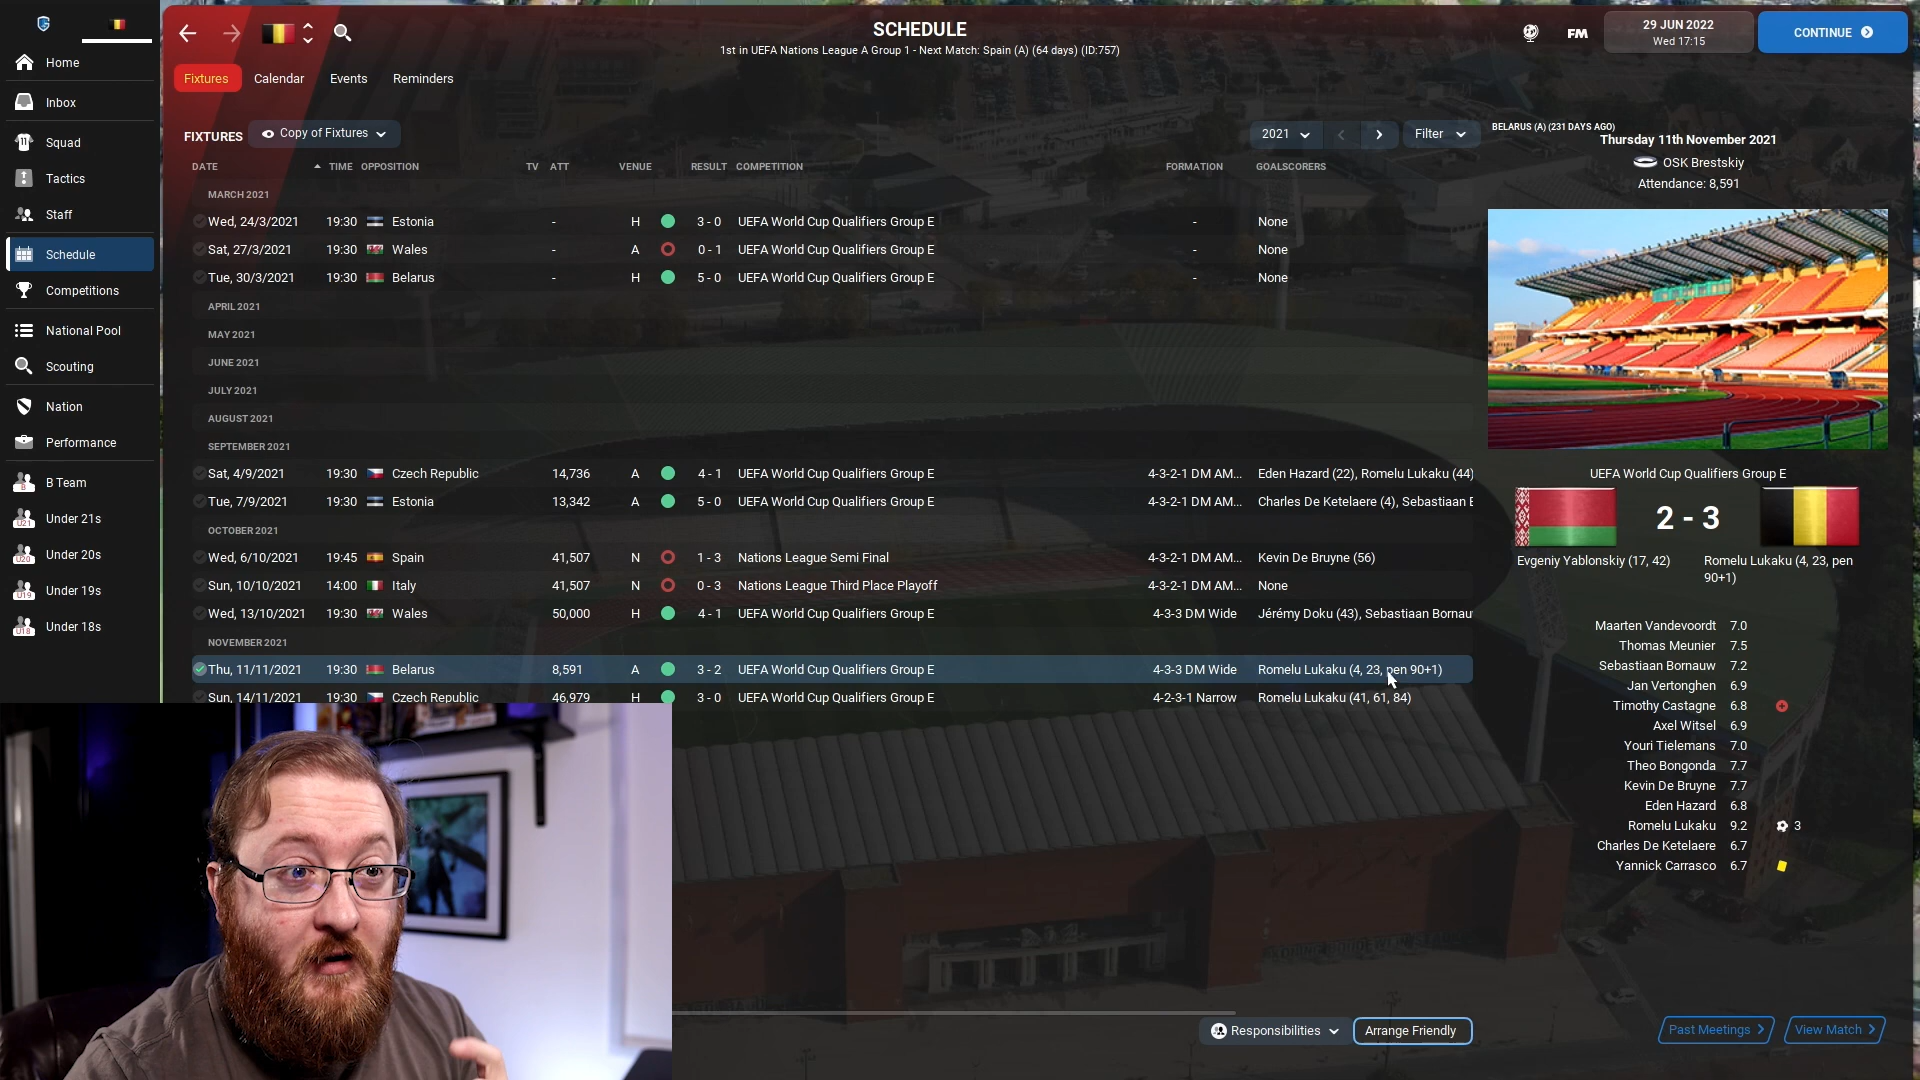 SCHEDULE
1st in UEFA Nations League A Group 1 - Next Match: Spain (A) (64 days) (ID:757)
FM
29 JUN 2022
Wed 17:15
CONTINUE
Home
Inbox
Squad
Tactics
Staff
Schedule
Competitions
National Pool
Scouting
Nation
Performance
B Team
Under 21s
Under 20s
Under 19s
Under 18s
Fixtures Calendar Events Reminders
FIXTURES Copy of Fixtures 2021 Filter
DATE TIME OPPOSITION TV ATT VENUE RESULT COMPETITION FORMATION GOALSCORERS
MARCH 2021
Wed, 24/3/2021 19:30 Estonia - H 3 - 0 UEFA World Cup Qualifiers Group E - None
Sat, 27/3/2021 19:30 Wales - A 0 - 1 UEFA World Cup Qualifiers Group E - None
Tue, 30/3/2021 19:30 Belarus - H 5 - 0 UEFA World Cup Qualifiers Group E - None
APRIL 2021
MAY 2021
JUNE 2021
JULY 2021
AUGUST 2021
SEPTEMBER 2021
Sat, 4/9/2021 19:30 Czech Republic 14,736 A 4 - 1 UEFA World Cup Qualifiers Group E 4-3-2-1 DM AM... Eden Hazard (22), Romelu Lukaku (44)
Tue, 7/9/2021 19:30 Estonia 13,342 A 5 - 0 UEFA World Cup Qualifiers Group E 4-3-2-1 DM AM... Charles De Ketelaere (4), Sebastiaan
OCTOBER 2021
Wed, 6/10/2021 19:45 Spain 41,507 N 1 - 3 Nations League Semi Final 4-3-2-1 DM AM... Kevin De Bruyne (56)
Sun, 10/10/2021 14:00 Italy 41,507 N 0 - 3 Nations League Third Place Playoff 4-3-2-1 DM AM... None
Wed, 13/10/2021 19:30 Wales 50,000 H 4 - 1 UEFA World Cup Qualifiers Group E 4-3-3 DM Wide Jérémy Doku (43), Sebastiaan Bornau
NOVEMBER 2021
Thu, 11/11/2021 19:30 Belarus 8,591 A 3 - 2 UEFA World Cup Qualifiers Group E 4-3-3 DM Wide Romelu Lukaku (4, 23, pen 90+1)
Sun, 14/11/2021 19:30 Czech Republic 46,979 H 3 - 0 UEFA World Cup Qualifiers Group E 4-2-3-1 Narrow Romelu Lukaku (41, 61, 84)
BELARUS (A) (231 DAYS AGO)
Thursday 11th November 2021
OSK Brestskiy
Attendance: 8,591
UEFA World Cup Qualifiers Group E
2 - 3
Evgeniy Yablonskiy (17, 42)
Romelu Lukaku (4, 23, pen
90+1)
Maarten Vandevoordt 7.0
Thomas Meunier 7.5
Sebastiaan Bornauw 7.2
Jan Vertonghen 6.9
Timothy Castagne 6.8
Axel Witsel 6.9
Youri Tielemans 7.0
Theo Bongonda 7.7
Kevin De Bruyne 7.7
Eden Hazard 6.8
Romelu Lukaku 9.2 3
Charles De Ketelaere 6.7
Yannick Carrasco 6.7
Responsibilities Arrange Friendly Past Meetings View Match